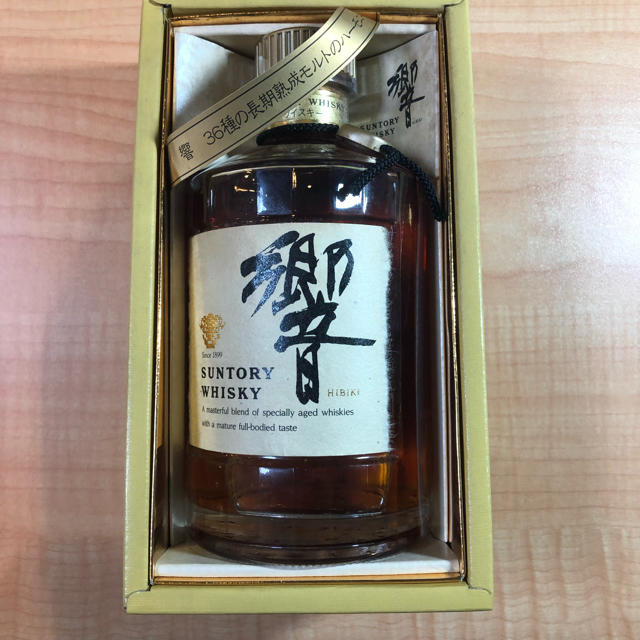 響 36種の長期熟成モルトのハーモ
WHISKY
イスキー
響
SUNTORY
WHISKY
響
Since 1899
SUNTORY
WHISKY
HIBIKI
A masterful blend of specially aged whiskies
with a mature full-bodied taste